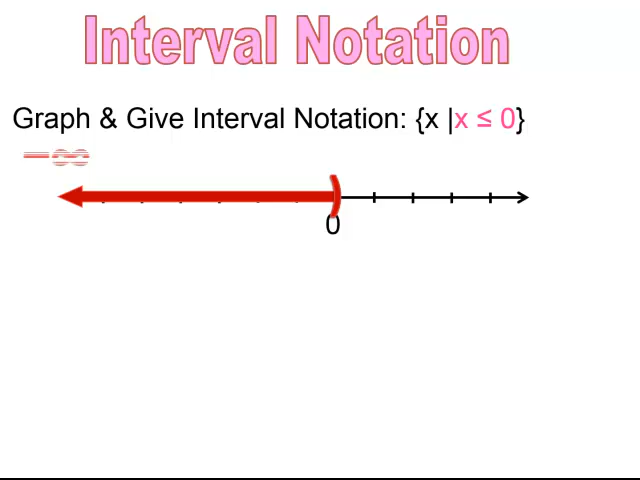 Interval Notation
Graph & Give Interval Notation: {x |x ≤ 0}
−∞
0